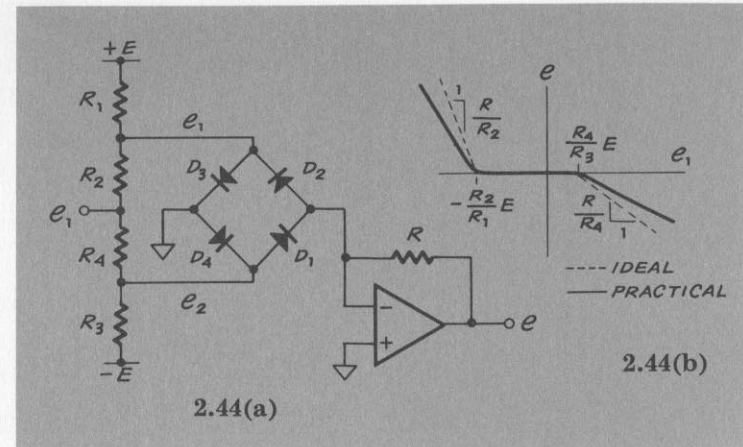 +E
R1
e1
R2
D3
D2
e1
R4
D4
D1
e2
R
R3
-E
-
+
e
2.44(a)
e
1
R
R2
R4
R3
E
e1
- R2
R1
E
R
R4
1
--- IDEAL
— PRACTICAL
2.44(b)